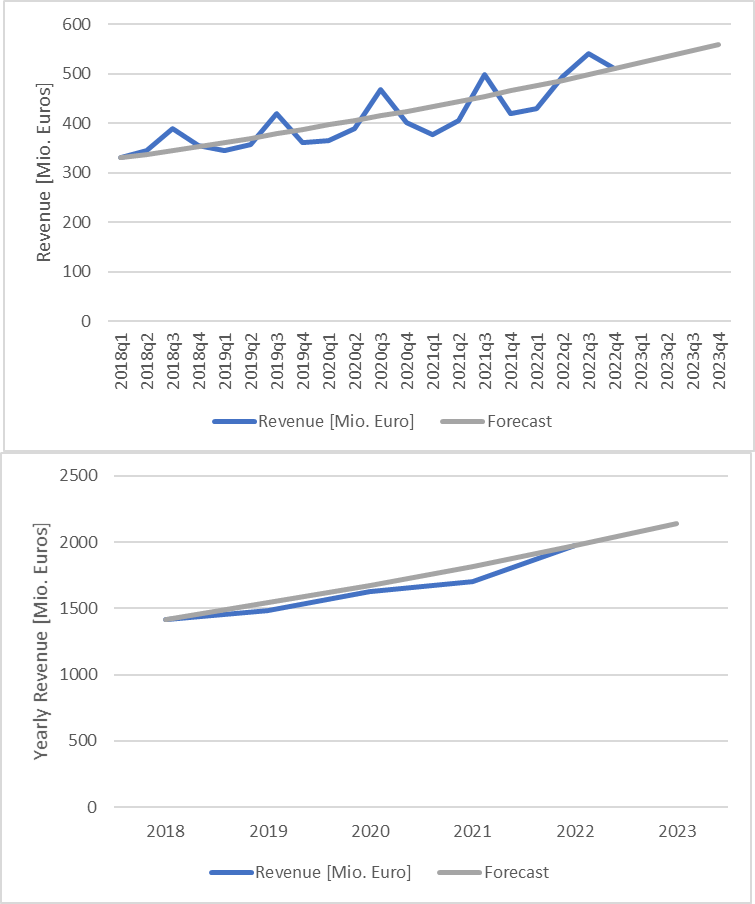 Revenue [Mio. Euros]
600
500
400
300
200
100
0
2018q1
2018q2
2018q3
2018q4
2019q1
2019q2
2019q3
2019q4
2020q1
2020q2
2020q3
2020q4
2021q1
2021q2
2021q3
2021q4
2022q1
2022q2
2022q3
2022q4
2023q1
2023q2
2023q3
2023q4
Revenue [Mio. Euro]
Forecast
Yearly Revenue [Mio. Euros]
2500
2000
1500
1000
500
0
2018 2019 2020 2021 2022 2023
Revenue [Mio. Euro]
Forecast